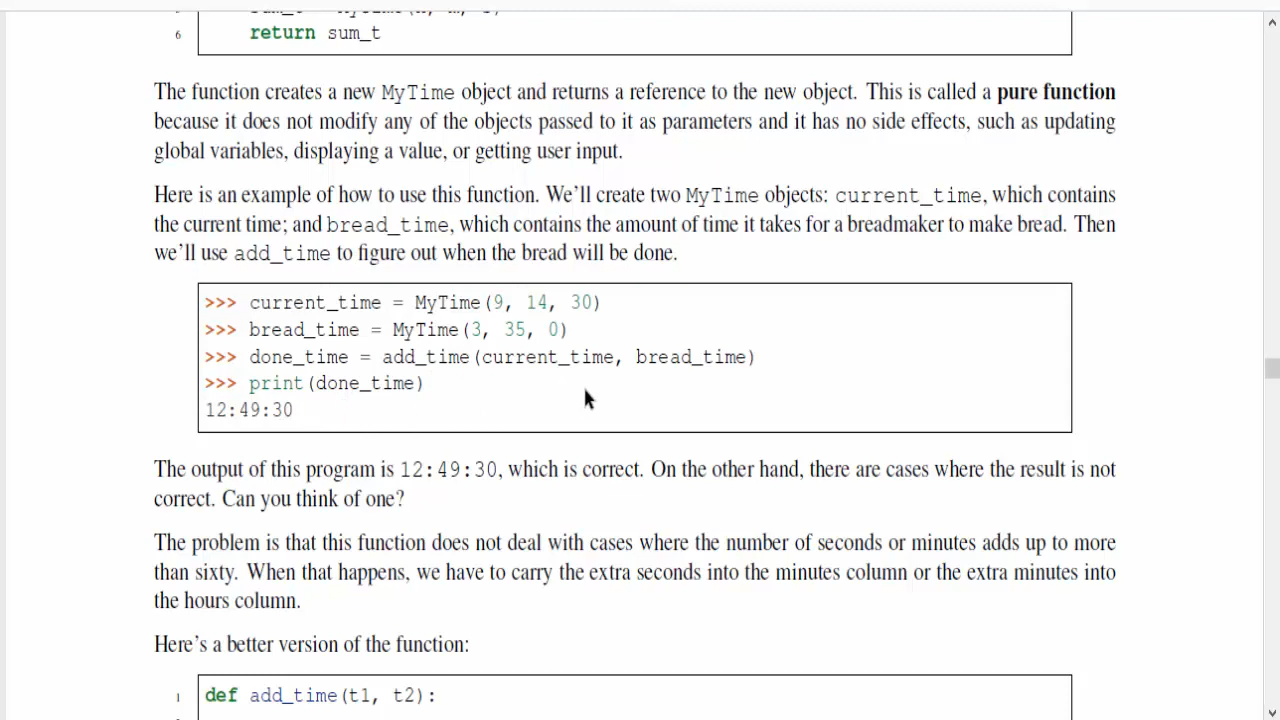 6 return sum_t
The function creates a new MyTime object and returns a reference to the new object. This is called a pure function
because it does not modify any of the objects passed to it as parameters and it has no side effects, such as updating
global variables, displaying a value, or getting user input.
Here is an example of how to use this function. We'll create two MyTime objects: current_time, which contains
the current time; and bread_time, which contains the amount of time it takes for a breadmaker to make bread. Then
we'll use add_time to figure out when the bread will be done.
>>> current_time = MyTime(9, 14, 30)
>>> bread_time = MyTime(3, 35, 0)
>>> done_time = add_time(current_time, bread_time)
>>> print(done_time)
12:49:30
The output of this program is 12:49:30, which is correct. On the other hand, there are cases where the result is not
correct. Can you think of one?
The problem is that this function does not deal with cases where the number of seconds or minutes adds up to more
than sixty. When that happens, we have to carry the extra seconds into the minutes column or the extra minutes into
the hours column.
Here's a better version of the function:
1 def add_time(t1, t2):